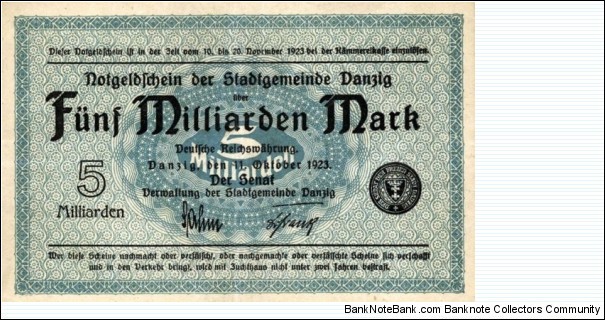 Dieser Notgeldschein ist in der Zeit vom 10. bis 20. November 1923 bei der Kämmereikasse einzulösen.
Notgeldschein der Stadtgemeinde Danzig
über
Fünf Milliarden Mark
5
Milliarden
Deutsche Reichswährung.
Danzig, den 11. Oktober 1923.
Der Senat
Verwaltung der Stadtgemeinde Danzig
5
Milliarden
Sahm
Wer diese Scheine nachmacht oder verfälscht, oder nachgemachte oder verfälschte Scheine sich verschafft
und in den Verkehr bringt, wird mit Zuchthaus nicht unter zwei Jahren bestraft.
BankNoteBank.com - Banknote Collectors Community